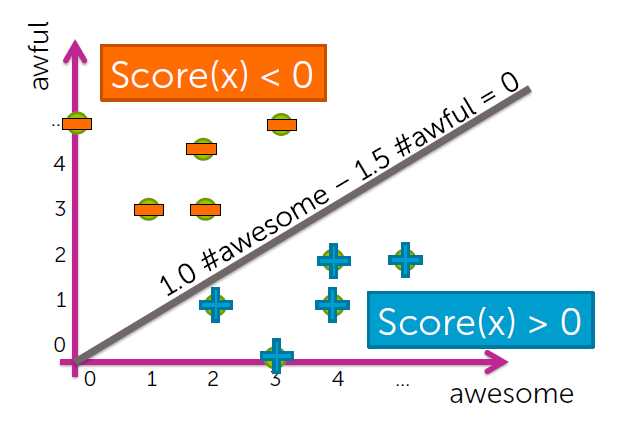 awful
Score(x) < 0
1.0 #awesome – 1.5 #awful = 0
...
4
3
2
1
0
Score(x) > 0
0 1 2 3 4 ...
awesome